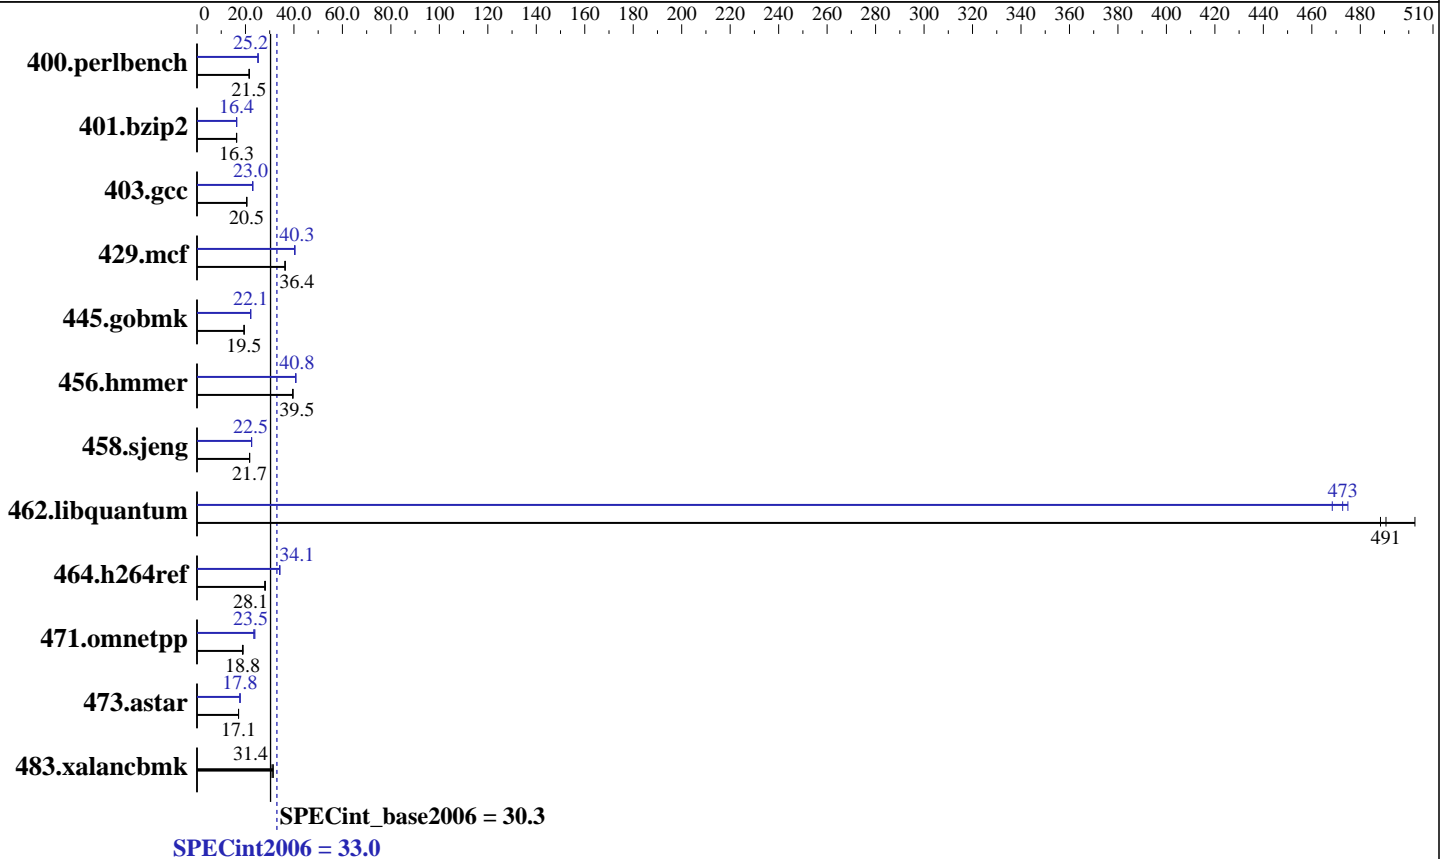 0 20.0 40.0 60.0 80.0 100 120 140 160 180 200 220 240 260 280 300 320 340 360 380 400 420 440 460 480 510
25.2
400.perlbench
21.5
16.4
401.bzip2
16.3
23.0
403.gcc
20.5
40.3
429.mcf
36.4
22.1
445.gobmk
19.5
40.8
456.hmmer
39.5
22.5
458.sjeng
21.7
473
462.libquantum
491
34.1
464.h264ref
28.1
23.5
471.omnetpp
18.8
17.8
473.astar
17.1
31.4
483.xalancbmk
SPECint_base2006 = 30.3
SPECint2006 = 33.0